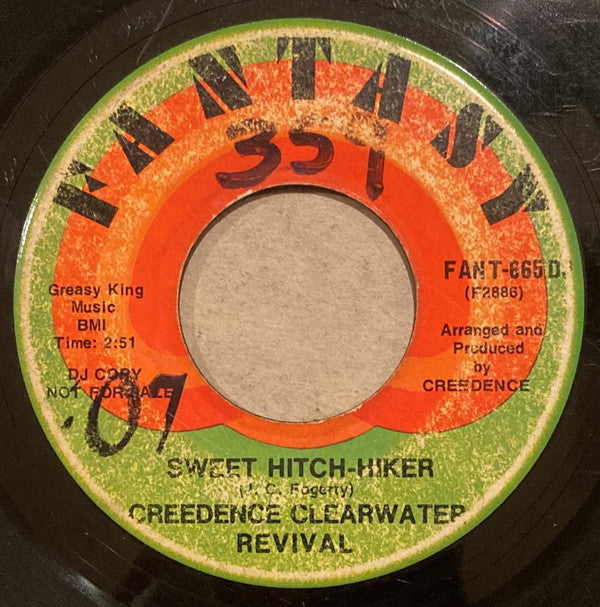 FANTASY
359
FANT-665 D.
(F2886)
Greasy King
Music
BMI
Time: 2:51
DJ COPY
NOT FOR SALE
Arranged and
Produced
by
CREEDENCE
:07
SWEET HITCH-HIKER
(J. C. Fogerty)
CREEDENCE CLEARWATER
REVIVAL